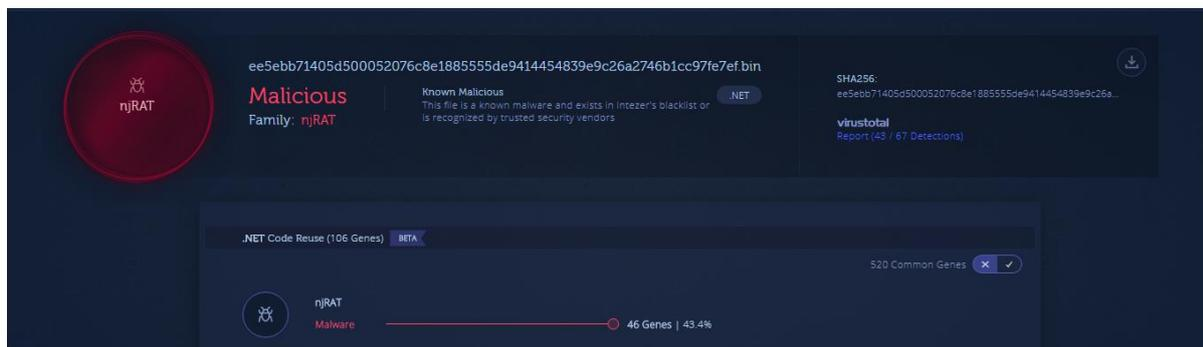 njRAT
ee5ebb71405d500052076c8e1885555de9414454839e9c26a2746b1cc97fe7ef.bin
Malicious
Family: njRAT
Known Malicious
This file is a known malware and exists in Intezer's blacklist or
is recognized by trusted security vendors
.NET
SHA256:
ee5ebb71405d500052076c8e1885555de9414454839e9c26a...
virustotal
Report (43 / 67 Detections)
.NET Code Reuse (106 Genes) BETA
520 Common Genes
njRAT
Malware
46 Genes | 43.4%